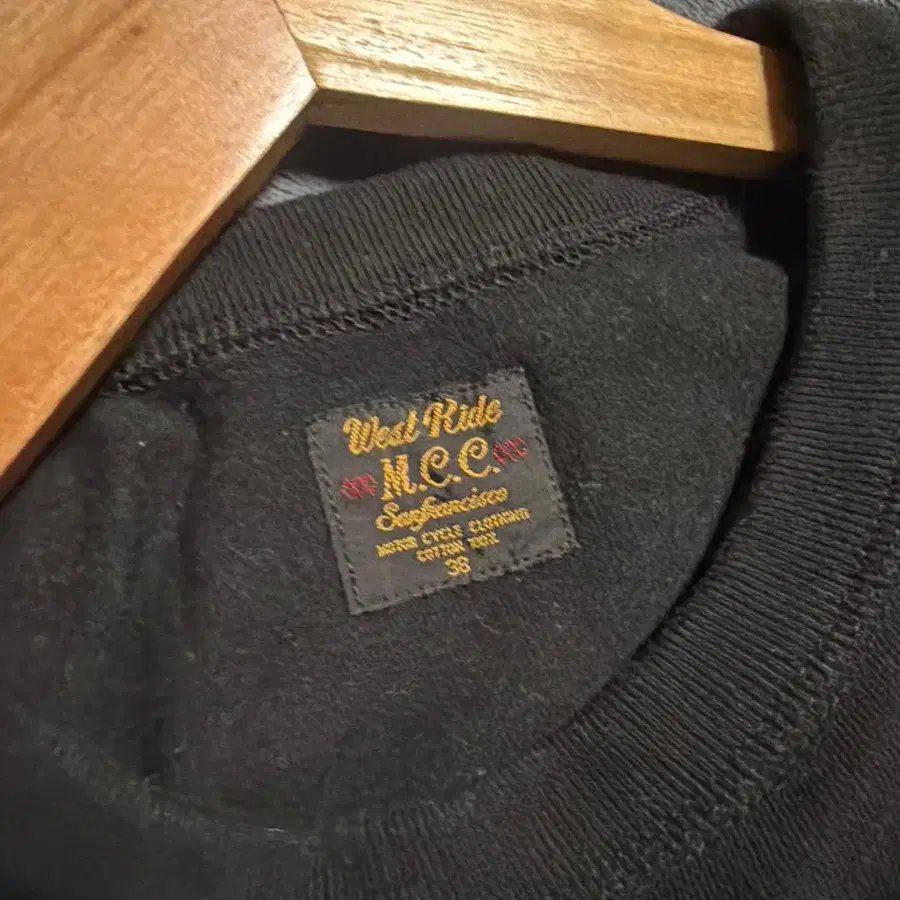 West Ride
M.C.C.
Sanfrancisco
MOTOR CYCLE CLOTHING
COTTON 100%
38